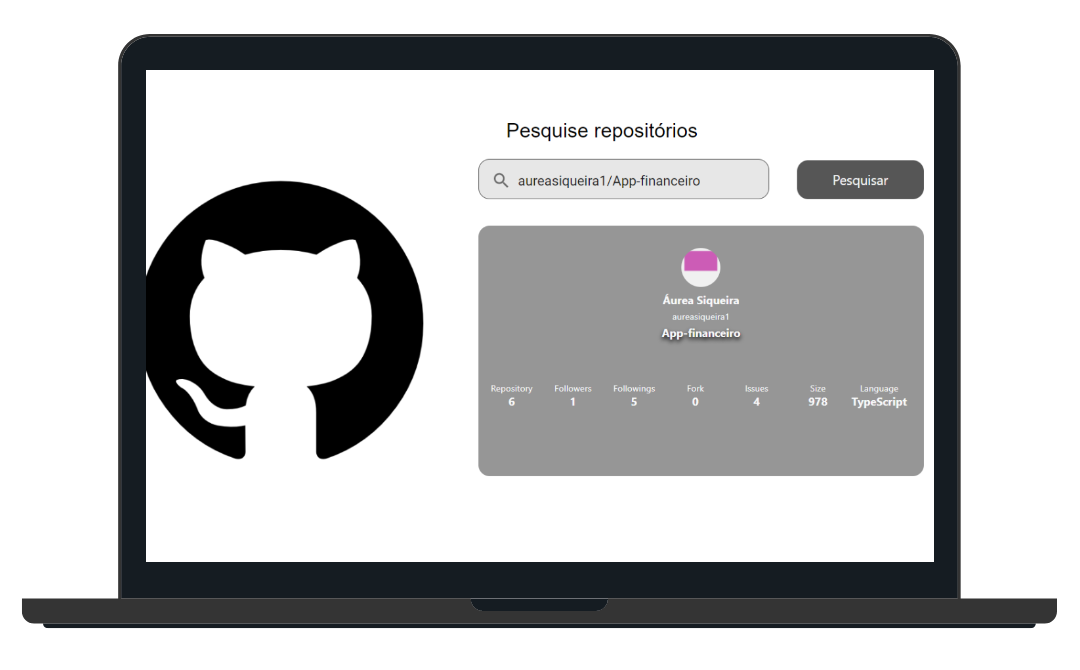 Pesquise repositórios
aureasiqueira1/App-financeiro
Pesquisar
Áurea Siqueira
aureasiqueira1
App-financeiro
Repository Followers Followings Fork Issues Size Language
6 1 5 0 4 978 TypeScript